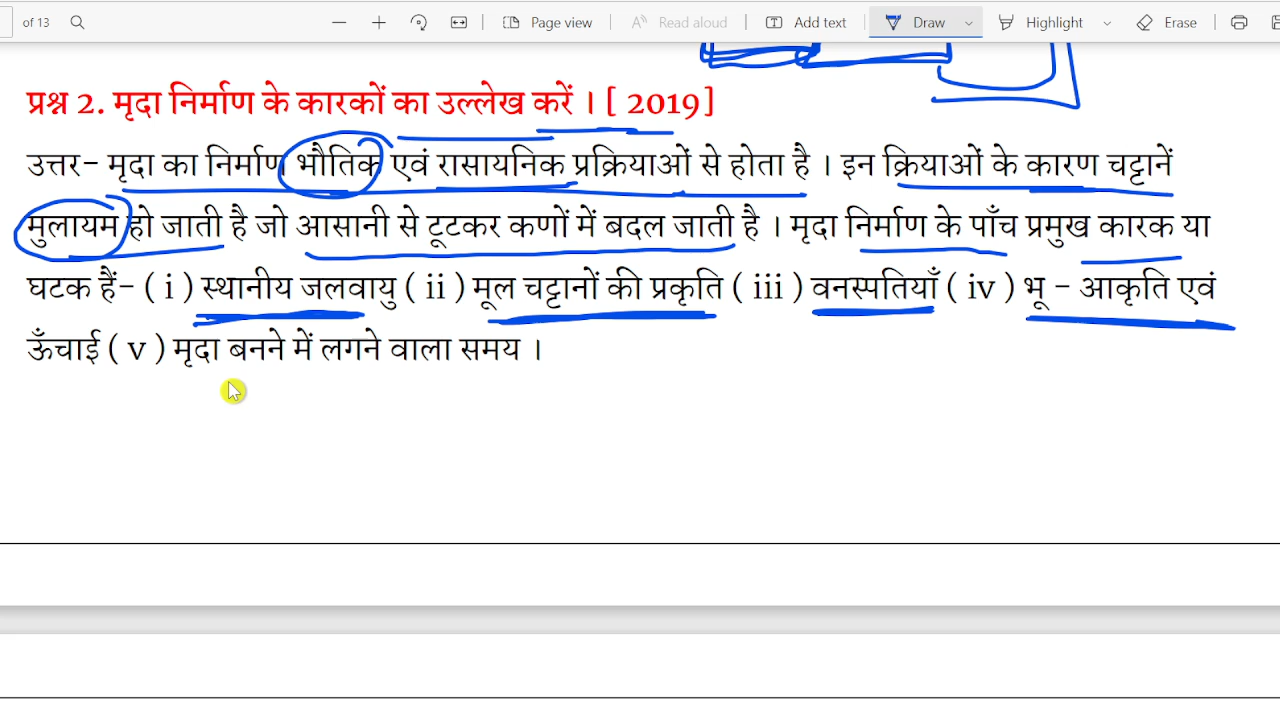 of 13 Page view Read aloud Add text Draw Highlight Erase
प्रश्न 2. मृदा निर्माण के कारकों का उल्लेख करें । [ 2019]
उत्तर- मृदा का निर्माण भौतिक एवं रासायनिक प्रक्रियाओं से होता है । इन क्रियाओं के कारण चट्टानें
मुलायम हो जाती है जो आसानी से टूटकर कणों में बदल जाती है । मृदा निर्माण के पाँच प्रमुख कारक या
घटक हैं- ( i ) स्थानीय जलवायु ( ii ) मूल चट्टानों की प्रकृति ( iii ) वनस्पतियाँ ( iv ) भू - आकृति एवं
ऊँचाई ( v ) मृदा बनने में लगने वाला समय ।